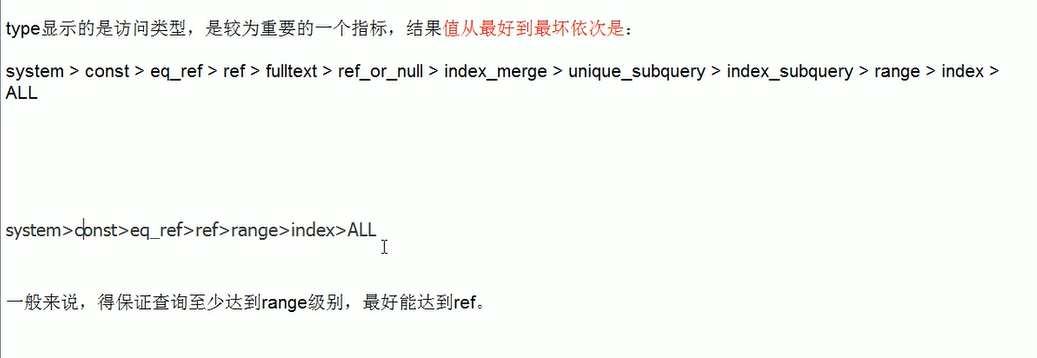 type显示的是访问类型，是较为重要的一个指标，结果值从最好到最坏依次是：
system > const > eq_ref > ref > fulltext > ref_or_null > index_merge > unique_subquery > index_subquery > range > index >
ALL
system>const>eq_ref>ref>range>index>ALL
一般来说，得保证查询至少达到range级别，最好能达到ref。